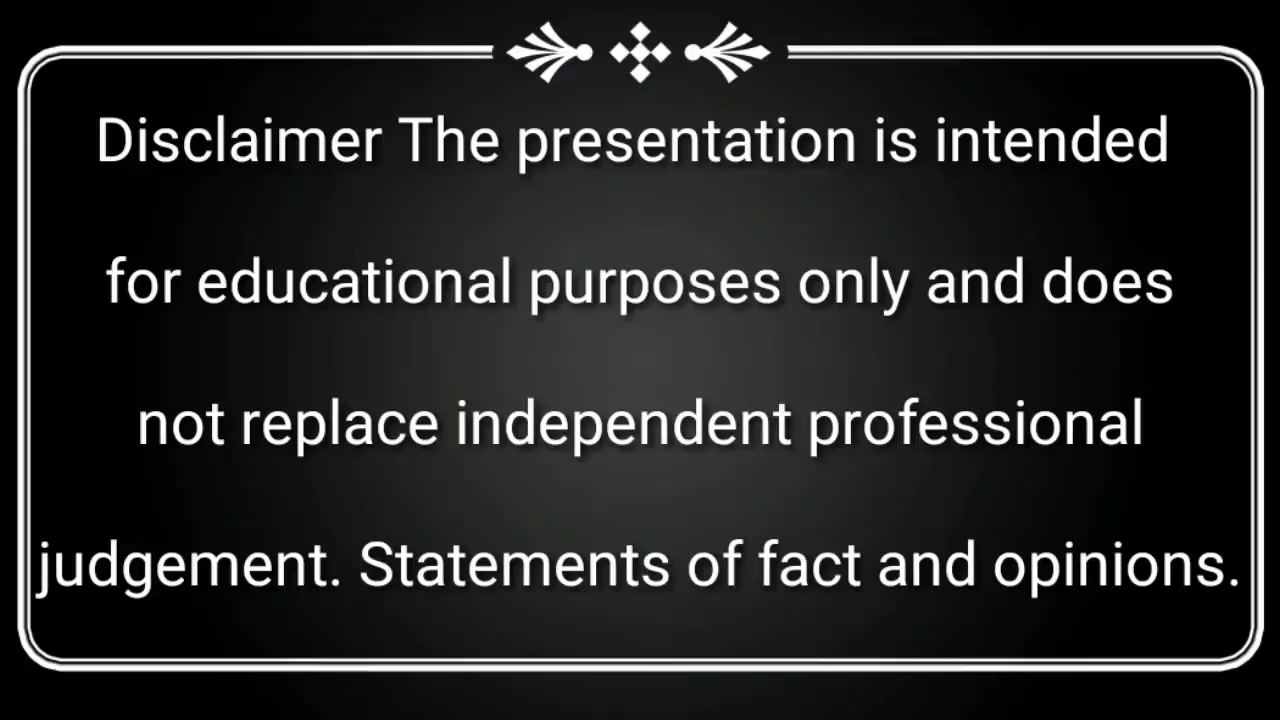 Disclaimer The presentation is intended
for educational purposes only and does
not replace independent professional
judgement. Statements of fact and opinions.